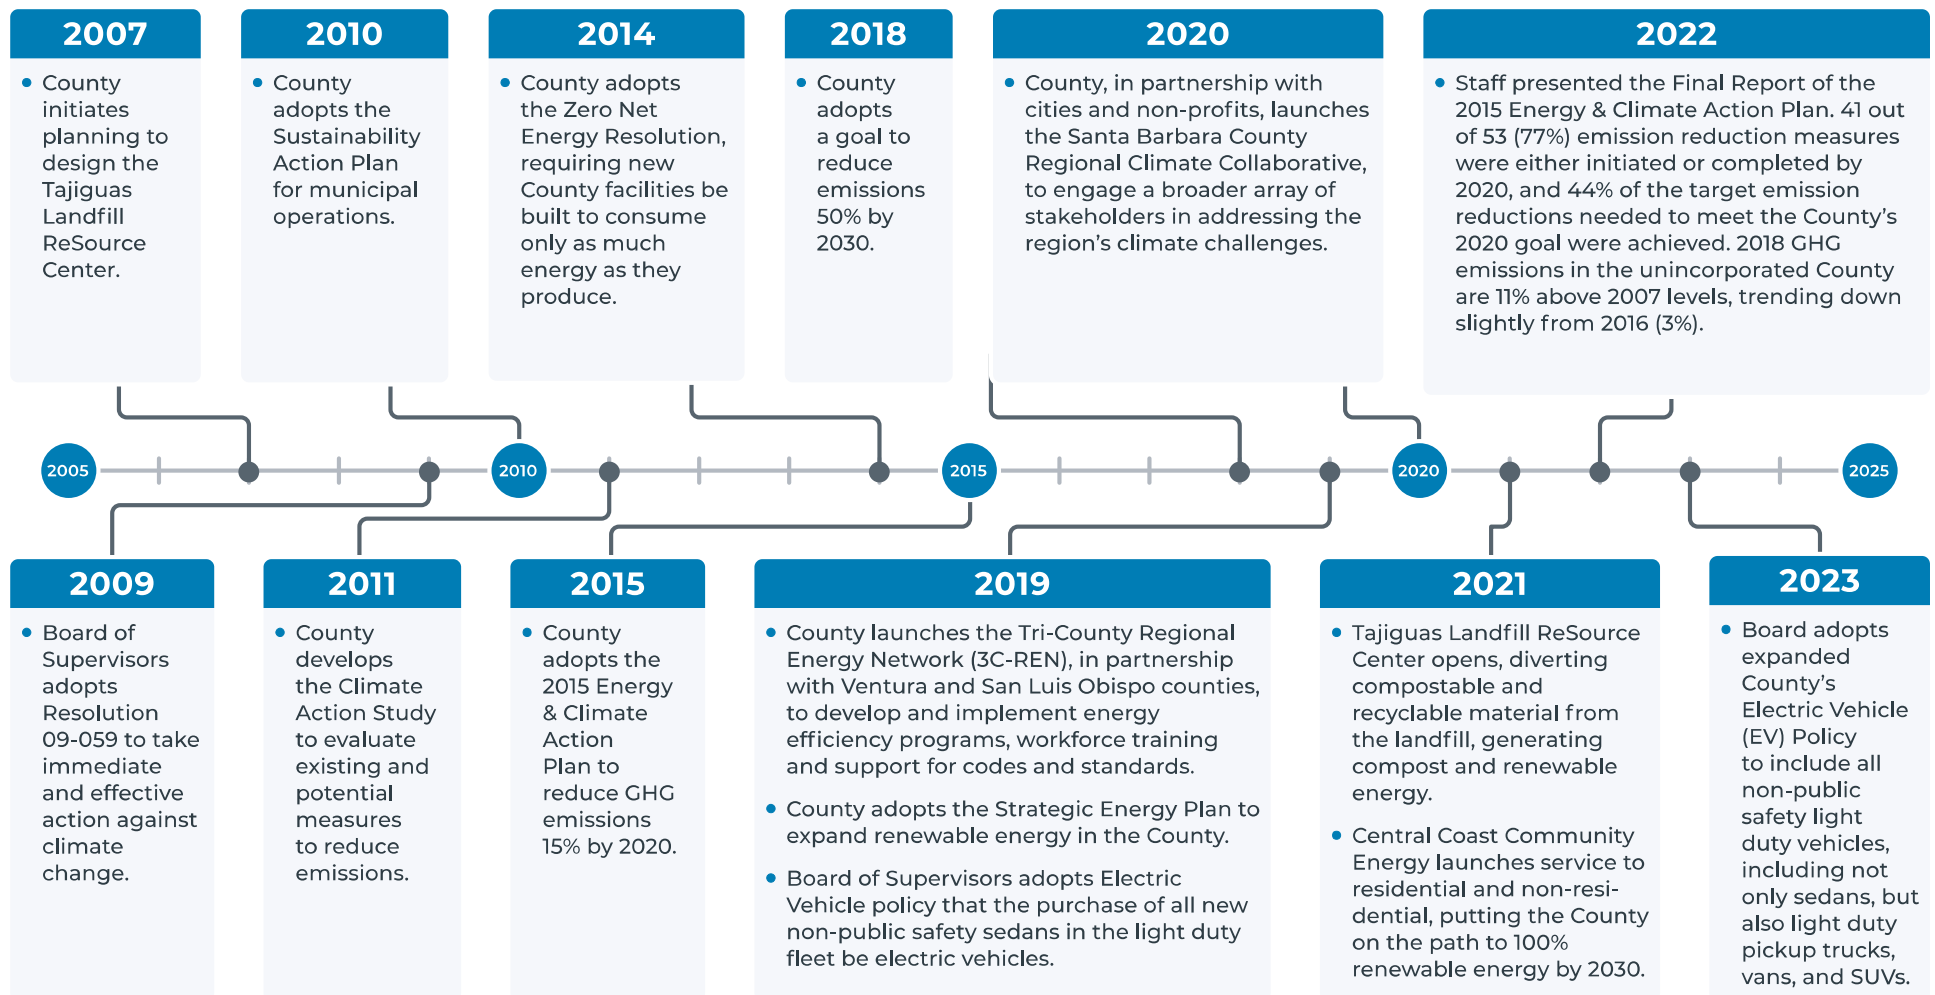 2007
• County
initiates
planning to
design the
Tajiguas
Landfill
ReSource
Center.
2010
• County
adopts the
Sustainability
Action Plan
for municipal
operations.
2014
• County adopts
the Zero Net
Energy Resolution,
requiring new
County facilities be
built to consume
only as much
energy as they
produce.
2018
• County
adopts
a goal to
reduce
emissions
50% by
2030.
2020
• County, in partnership with
cities and non-profits, launches
the Santa Barbara County
Regional Climate Collaborative,
to engage a broader array of
stakeholders in addressing the
region’s climate challenges.
2022
• Staff presented the Final Report of the
2015 Energy & Climate Action Plan. 41 out
of 53 (77%) emission reduction measures
were either initiated or completed by
2020, and 44% of the target emission
reductions needed to meet the County’s
2020 goal were achieved. 2018 GHG
emissions in the unincorporated County
are 11% above 2007 levels, trending down
slightly from 2016 (3%).
2005
2010
2015
2020
2025
2009
• Board of
Supervisors
adopts
Resolution
09-059 to take
immediate
and effective
action against
climate
change.
2011
• County
develops
the Climate
Action Study
to evaluate
existing and
potential
measures
to reduce
emissions.
2015
• County
adopts the
2015 Energy
& Climate
Action
Plan to
reduce GHG
emissions
15% by 2020.
2019
• County launches the Tri-County Regional
Energy Network (3C-REN), in partnership
with Ventura and San Luis Obispo counties,
to develop and implement energy
efficiency programs, workforce training
and support for codes and standards.
• County adopts the Strategic Energy Plan to
expand renewable energy in the County.
• Board of Supervisors adopts Electric
Vehicle policy that the purchase of all new
non-public safety sedans in the light duty
fleet be electric vehicles.
2021
• Tajiguas Landfill ReSource
Center opens, diverting
compostable and
recyclable material from
the landfill, generating
compost and renewable
energy.
• Central Coast Community
Energy launches service to
residential and non-resi-
dential, putting the County
on the path to 100%
renewable energy by 2030.
2023
• Board adopts
expanded
County’s
Electric Vehicle
(EV) Policy
to include all
non-public
safety light
duty vehicles,
including not
only sedans, but
also light duty
pickup trucks,
vans, and SUVs.